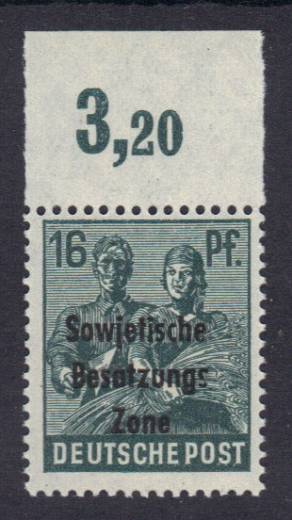 3,20
16 Pf.
Sowjetische
Besatzungs
Zone
DEUTSCHE POST